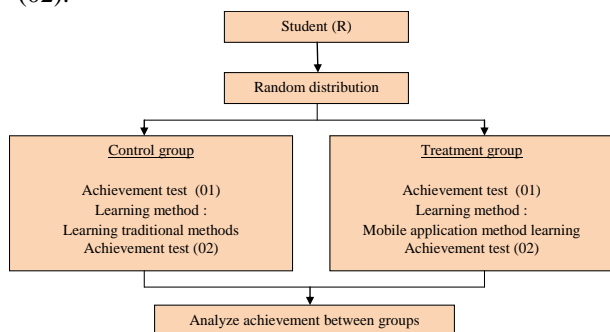 (02).
Student (R)
Random distribution
Control group
Achievement test (01)
Learning method :
Learning traditional methods
Achievement test (02)
Treatment group
Achievement test (01)
Learning method :
Mobile application method learning
Achievement test (02)
Analyze achievement between groups